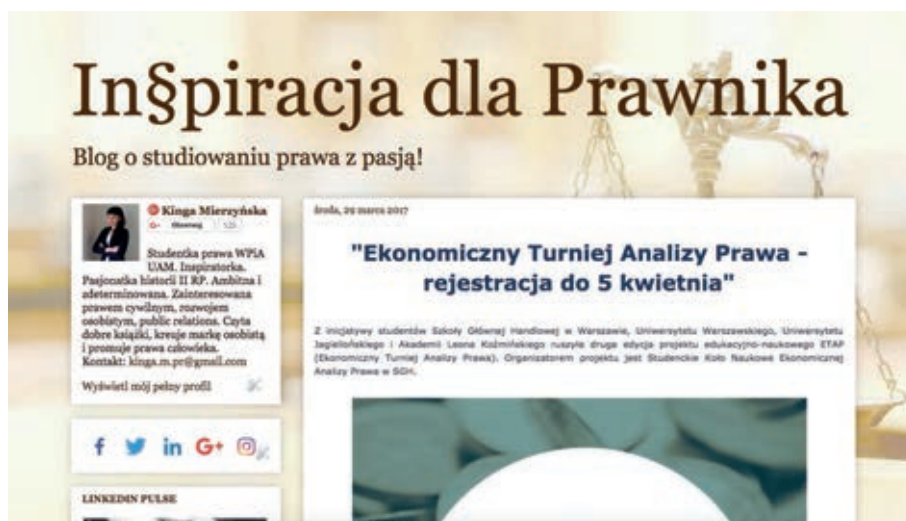 In§piracja dla Prawnika
Blog o studiowaniu prawa z pasją!
Kinga Mierzyńska
G+
Studentka prawa WPiA
UAM. Inspiratorka.
Pasjonatka historii II RP. Ambitna i
zdeterminowana. Zainteresowana
prawem cywilnym, rozwojem
osobistym, public relations. Czyta
dobre książki, kreuje markę osobistą
i promuje prawa człowieka.
Kontakt: kinga.m.pr@gmail.com
Wyświetl mój pełny profil
f in G+
LINKEDIN PULSE
środa, 29 marca 2017
"Ekonomiczny Turniej Analizy Prawa -
rejestracja do 5 kwietnia"
Z inicjatywy studentów Szkoły Głównej Handlowej w Warszawie, Uniwersytetu Warszawskiego, Uniwersytetu
Jagiellońskiego i Akademii Leona Koźmińskiego ruszyła druga edycja projektu edukacyjno-naukowego ETAP
(Ekonomiczny Turniej Analizy Prawa). Organizatorem projektu jest Studenckie Koło Naukowe Ekonomicznej
Analizy Prawa w SGH.